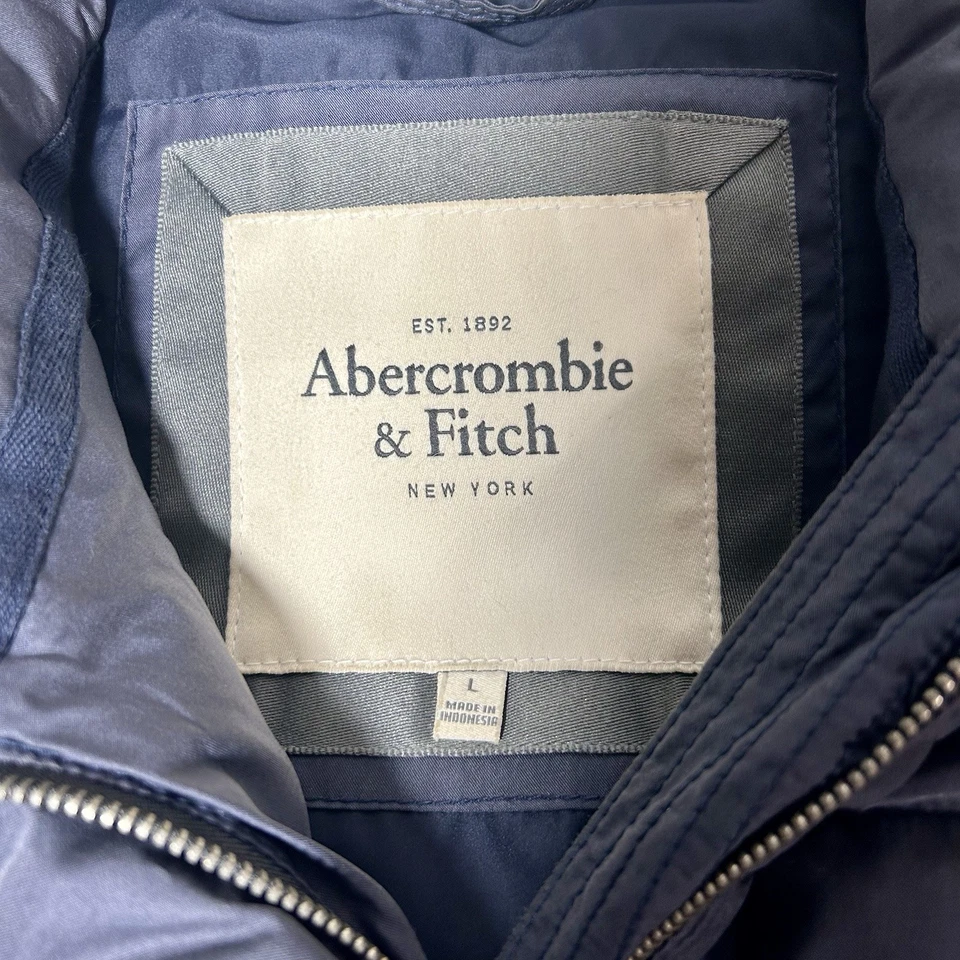 EST. 1892
Abercrombie
& Fitch
NEW YORK
L
MADE IN
INDONESIA